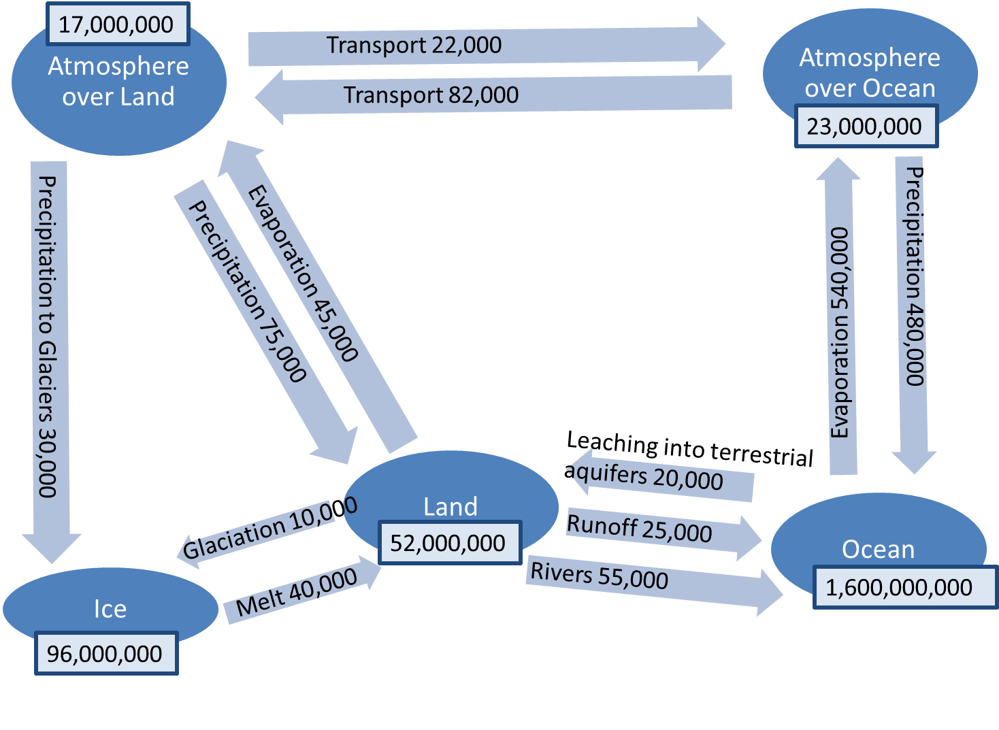 17,000,000
Atmosphere
over Land
Transport 22,000
Transport 82,000
Atmosphere
over Ocean
23,000,000
Precipitation to Glaciers 30,000
Precipitation 75,000
Evaporation 45,000
Evaporation 540,000
Precipitation 480,000
Leaching into terrestrial
aquifers 20,000
Land
52,000,000
Glaciation 10,000
Melt 40,000
Runoff 25,000
Rivers 55,000
Ocean
1,600,000,000
Ice
96,000,000